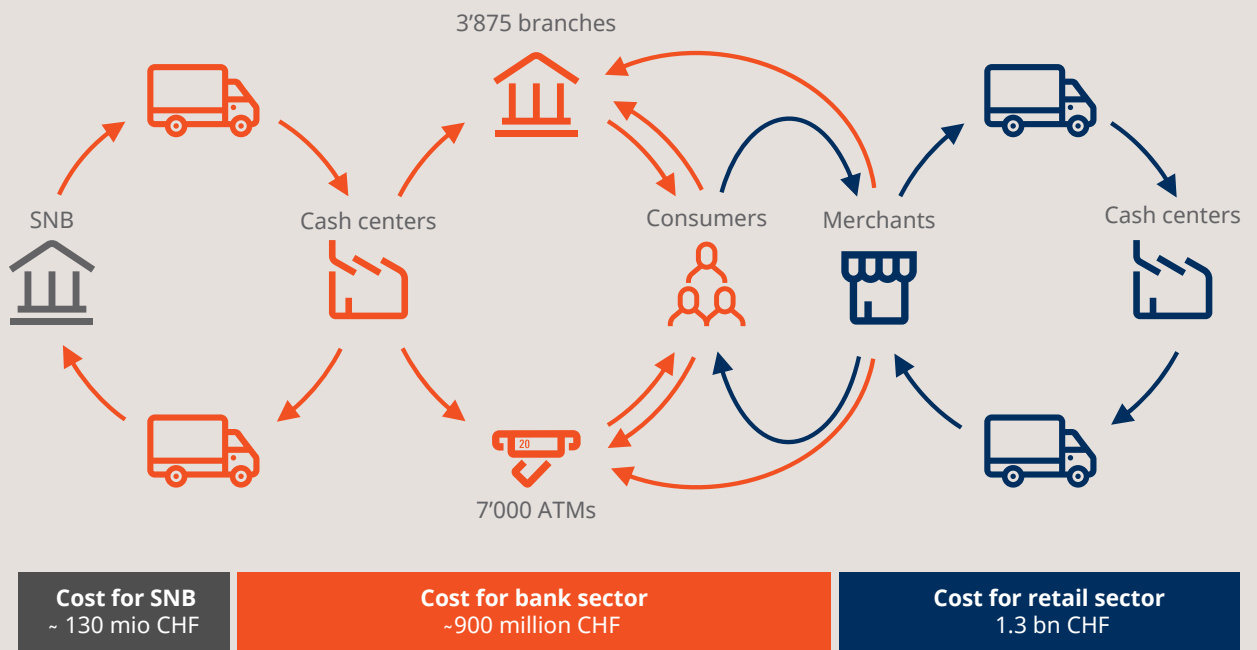 3’875 branches
SNB
Cash centers
Consumers
Merchants
Cash centers
20
7’000 ATMs
Cost for SNB
~ 130 mio CHF
Cost for bank sector
~900 million CHF
Cost for retail sector
1.3 bn CHF